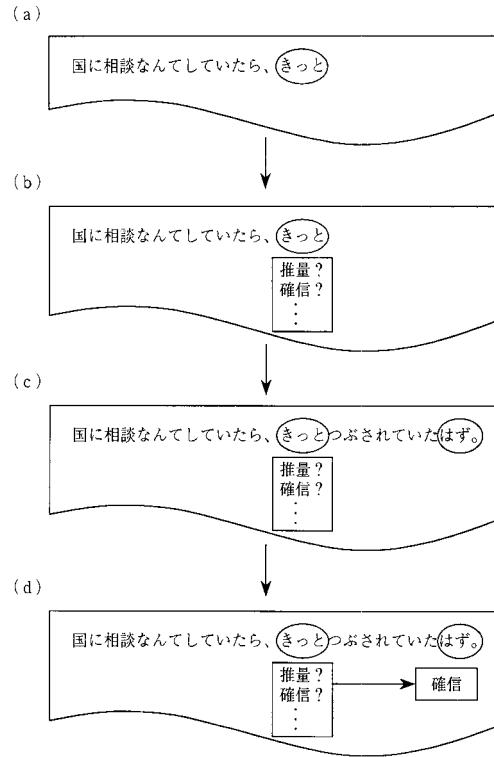 (a)
国に相談なんてしていたら、きっと
(b)
国に相談なんてしていたら、きっと
推量?
確信?
⋮
(c)
国に相談なんてしていたら、きっとつぶされていたはず。
推量?
確信?
⋮
(d)
国に相談なんてしていたら、きっとつぶされていたはず。
推量?
確信?
⋮
確信